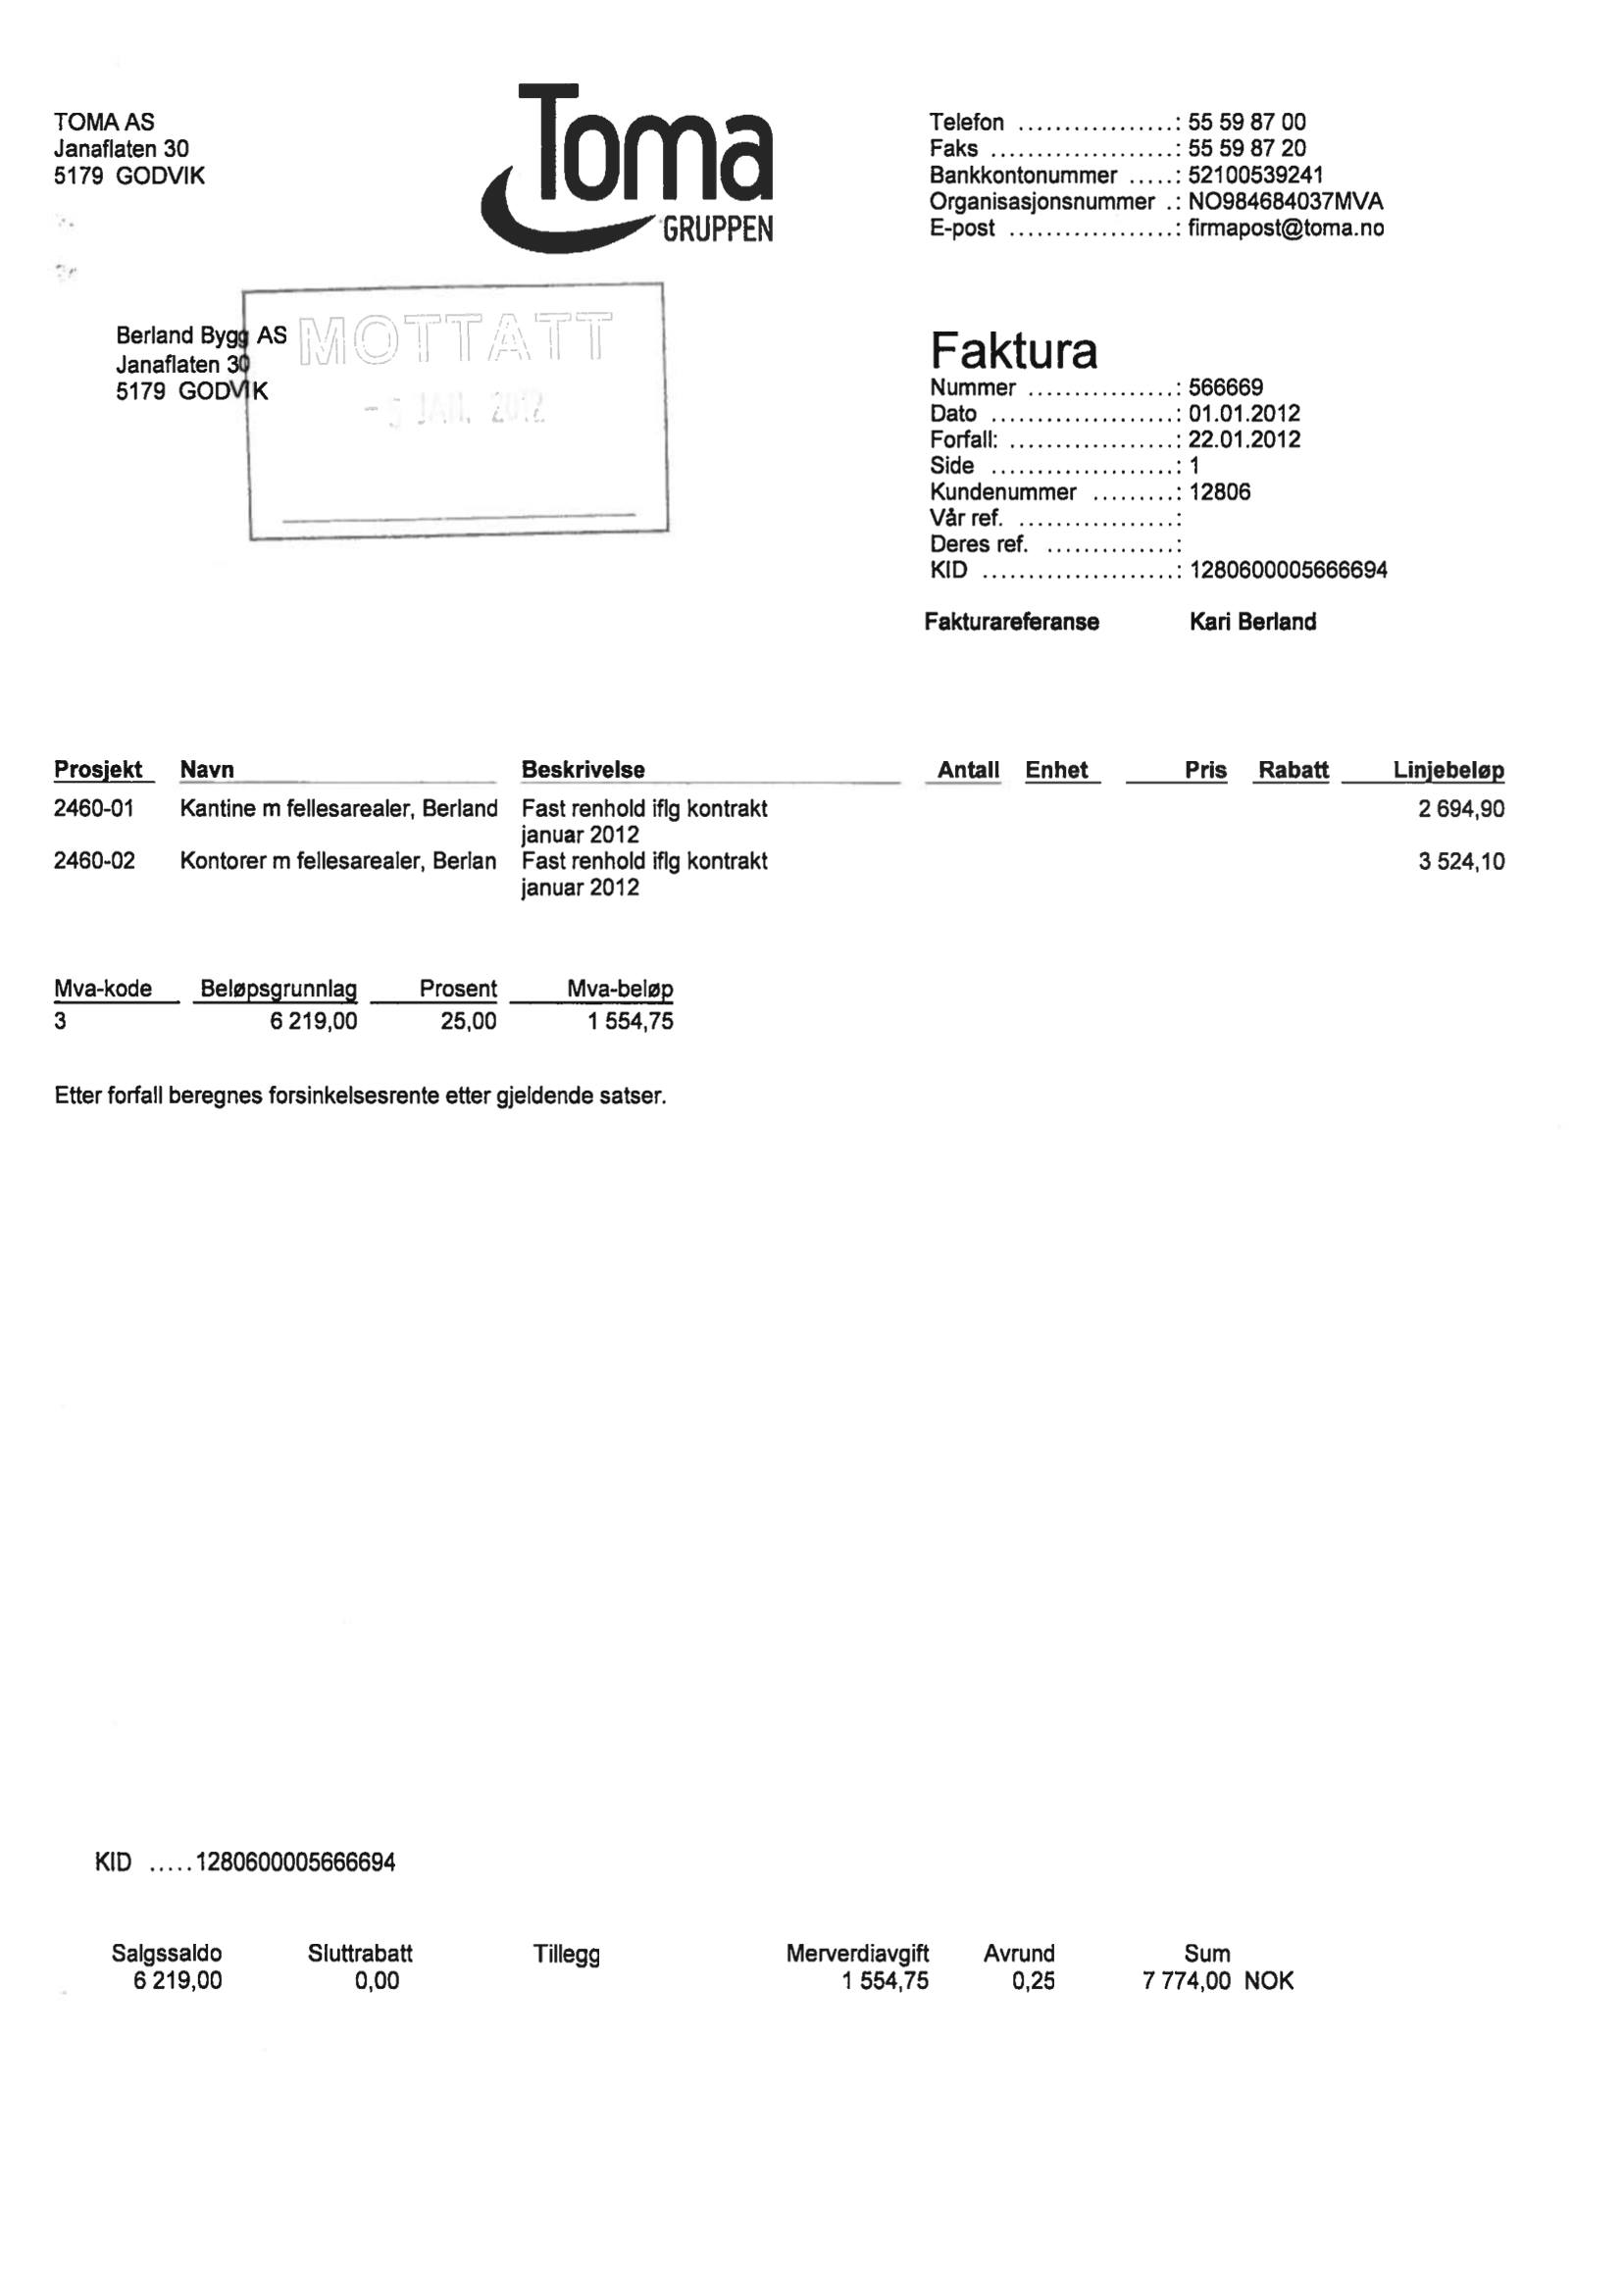 TOMA AS
Janaflaten 30
5179 GODVIK
Toma
GRUPPEN
Telefon .................: 55 59 87 00
Faks ....................: 55 59 87 20
Bankkontonummer .....: 52100539241
Organisasjonsnummer .: NO984684037MVA
E-post ..................: firmapost@toma.no
Berland Bygg AS
Janaflaten 30
5179 GODVIK
MOTTATT
JAN. 2012
Faktura
Nummer ................: 566669
Dato ....................: 01.01.2012
Forfall: ..................: 22.01.2012
Side ....................: 1
Kundenummer .........: 12806
Vår ref. .................:
Deres ref. ..............:
KID .....................: 1280600005666694
Fakturareferanse Kari Berland
Prosjekt Navn Beskrivelse Antall Enhet Pris Rabatt Linjebeløp
2460-01 Kantine m fellesarealer, Berland Fast renhold iflg kontrakt 2 694,90
januar 2012
2460-02 Kontorer m fellesarealer, Berlan Fast renhold iflg kontrakt 3 524,10
januar 2012
Mva-kode Beløpsgrunnlag Prosent Mva-beløp
3 6 219,00 25,00 1 554,75
Etter forfall beregnes forsinkelsesrente etter gjeldende satser.
KID .....1280600005666694
Salgssaldo Sluttrabatt Tillegg Merverdiavgift Avrund Sum
6 219,00 0,00 1 554,75 0,25 7 774,00 NOK